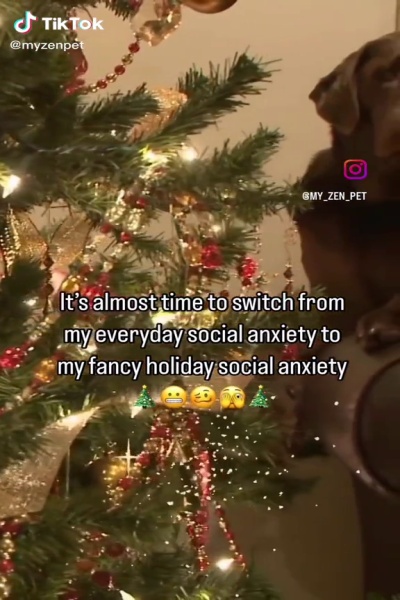 TikTok
@myzenpet
@MY_ZEN_PET
It's almost time to switch from
my everyday social anxiety to
my fancy holiday social anxiety
🎄😬🥴🫣🎄